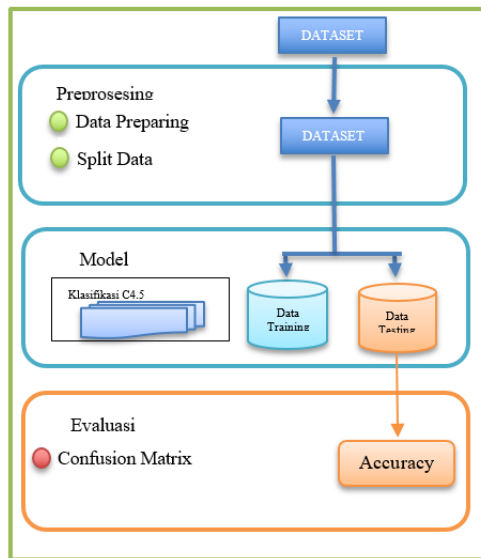 DATASET
Preprosesing
Data Preparing
Split Data
DATASET
Model
Klasifikasi C4.5
Data
Training
Data
Testing
Evaluasi
Confusion Matrix
Accuracy